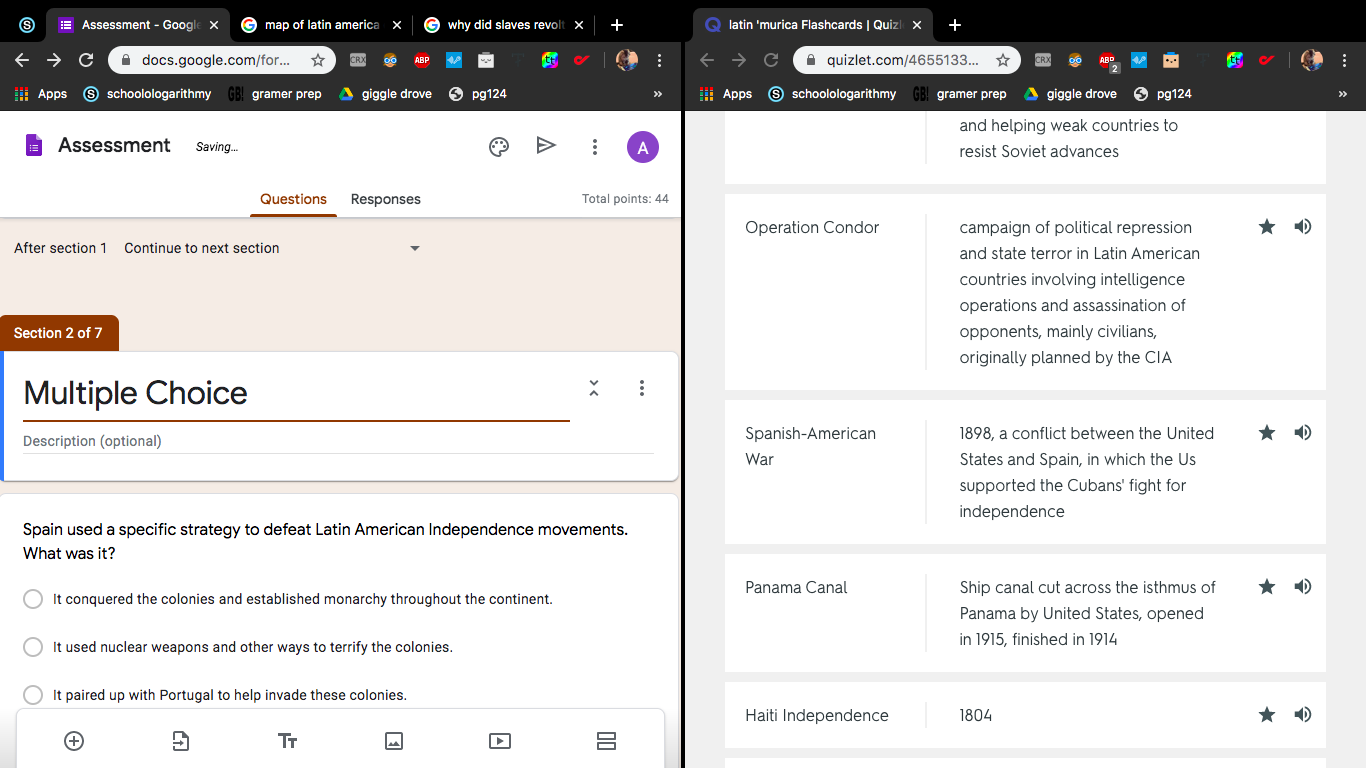 Assessment - Google
map of latin america
why did slaves revolt
docs.google.com/for...
CRX
ABP
Apps
schoolologarithmy
GB!
gramer prep
giggle drove
pg124
»
Assessment
Saving...
A
Questions
Responses
Total points: 44
After section 1
Continue to next section
Section 2 of 7
Multiple Choice
Description (optional)
Spain used a specific strategy to defeat Latin American Independence movements.
What was it?
It conquered the colonies and established monarchy throughout the continent.
It used nuclear weapons and other ways to terrify the colonies.
It paired up with Portugal to help invade these colonies.
Tт
latin 'murica Flashcards | Quizl
quizlet.com/4655133...
CRX
ABP
2
Apps
schoolologarithmy
GB!
gramer prep
giggle drove
pg124
»
and helping weak countries to
resist Soviet advances
Operation Condor
campaign of political repression
and state terror in Latin American
countries involving intelligence
operations and assassination of
opponents, mainly civilians,
originally planned by the CIA
Spanish-American
War
1898, a conflict between the United
States and Spain, in which the Us
supported the Cubans' fight for
independence
Panama Canal
Ship canal cut across the isthmus of
Panama by United States, opened
in 1915, finished in 1914
Haiti Independence
1804